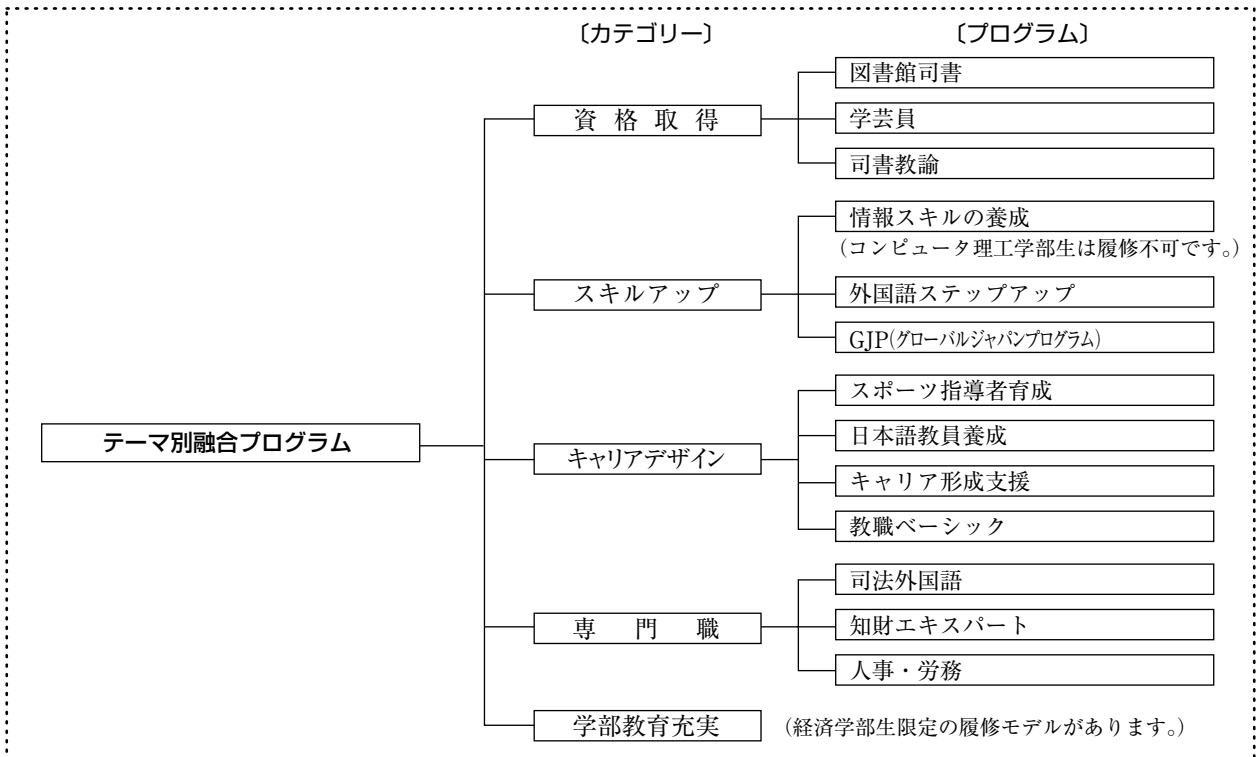 〔カテゴリー〕 〔プログラム〕
図書館司書
資格取得 学芸員
司書教諭
情報スキルの養成
（コンピュータ理工学部生は履修不可です。）
スキルアップ 外国語ステップアップ
GJP(グローバルジャパンプログラム)
スポーツ指導者育成
日本語教員養成
テーマ別融合プログラム キャリアデザイン
キャリア形成支援
教職ベーシック
司法外国語
専門職 知財エキスパート
人事・労務
学部教育充実 （経済学部生限定の履修モデルがあります。）